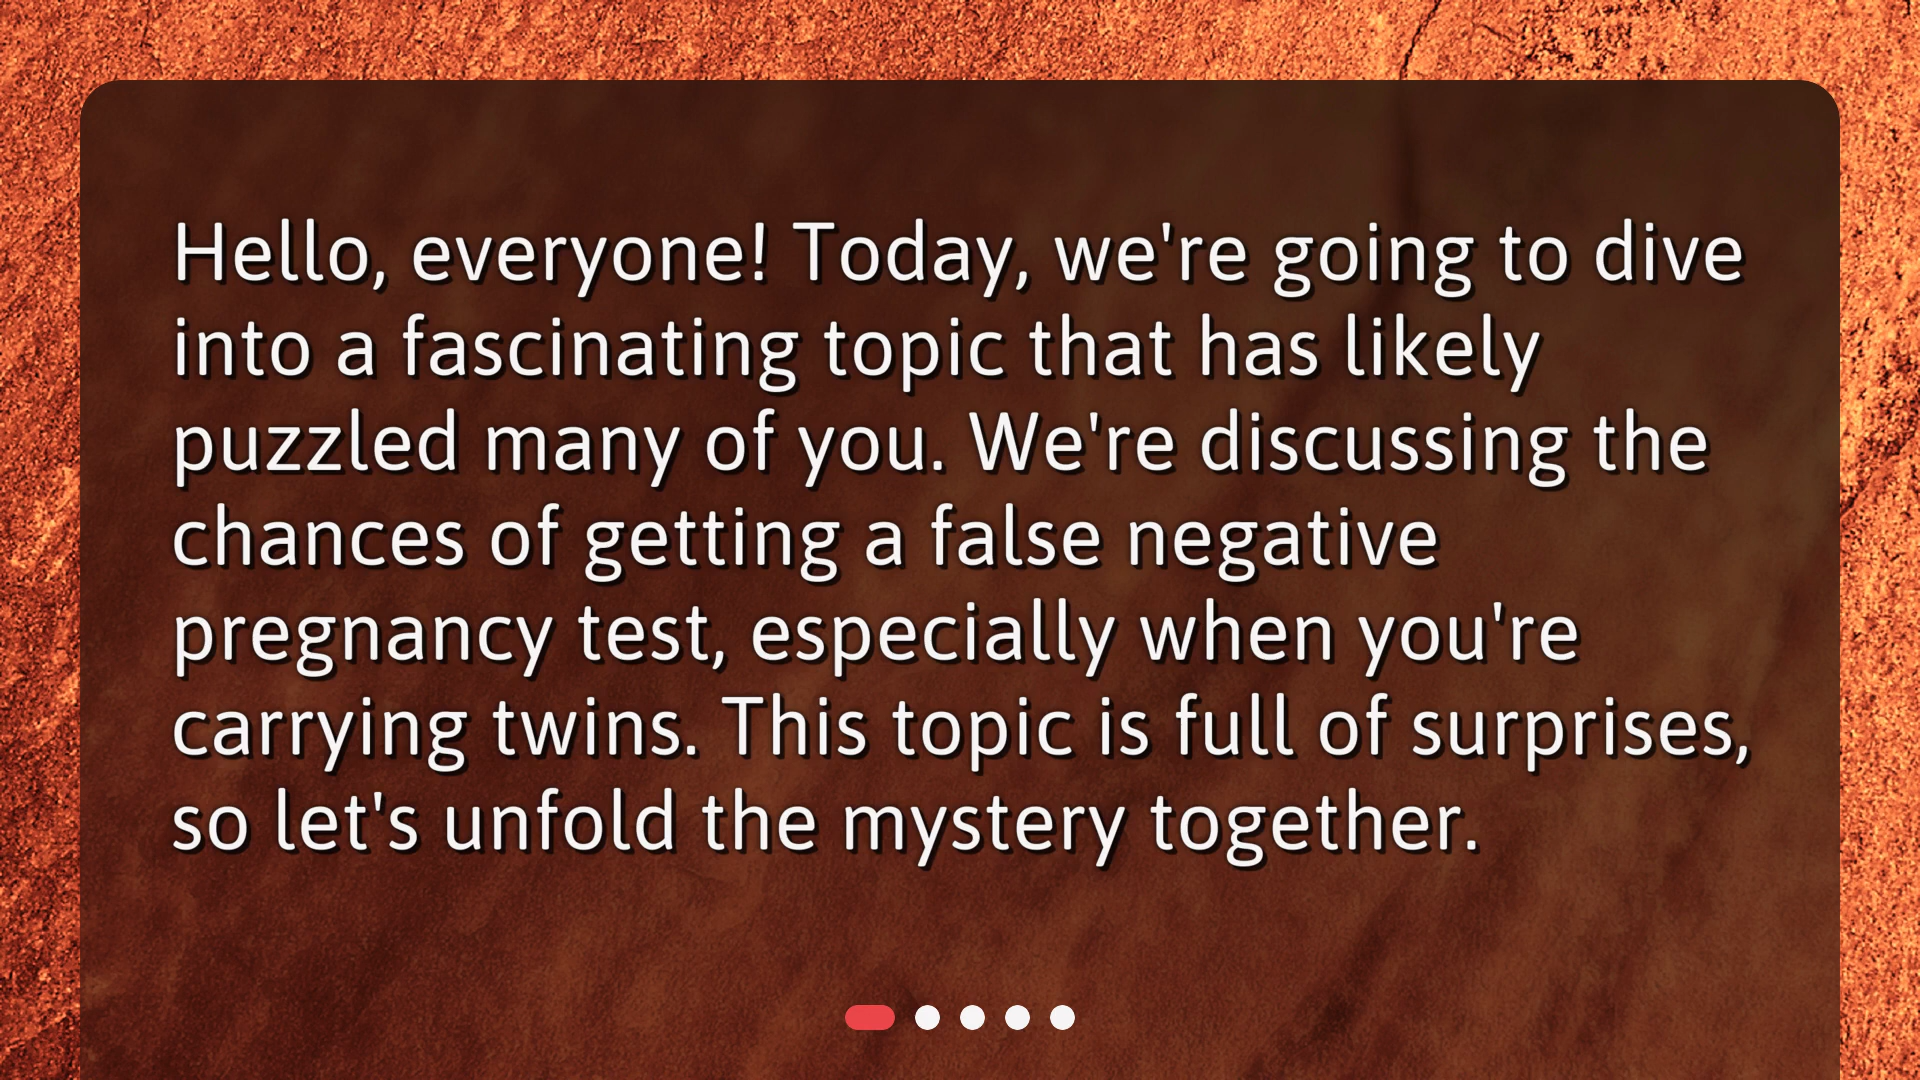 Hello, everyone! Today, we're going to dive
into a fascinating topic that has likely
puzzled many of you. We're discussing the
chances of getting a false negative
pregnancy test, especially when you're
carrying twins. This topic is full of surprises,
so let's unfold the mystery together.